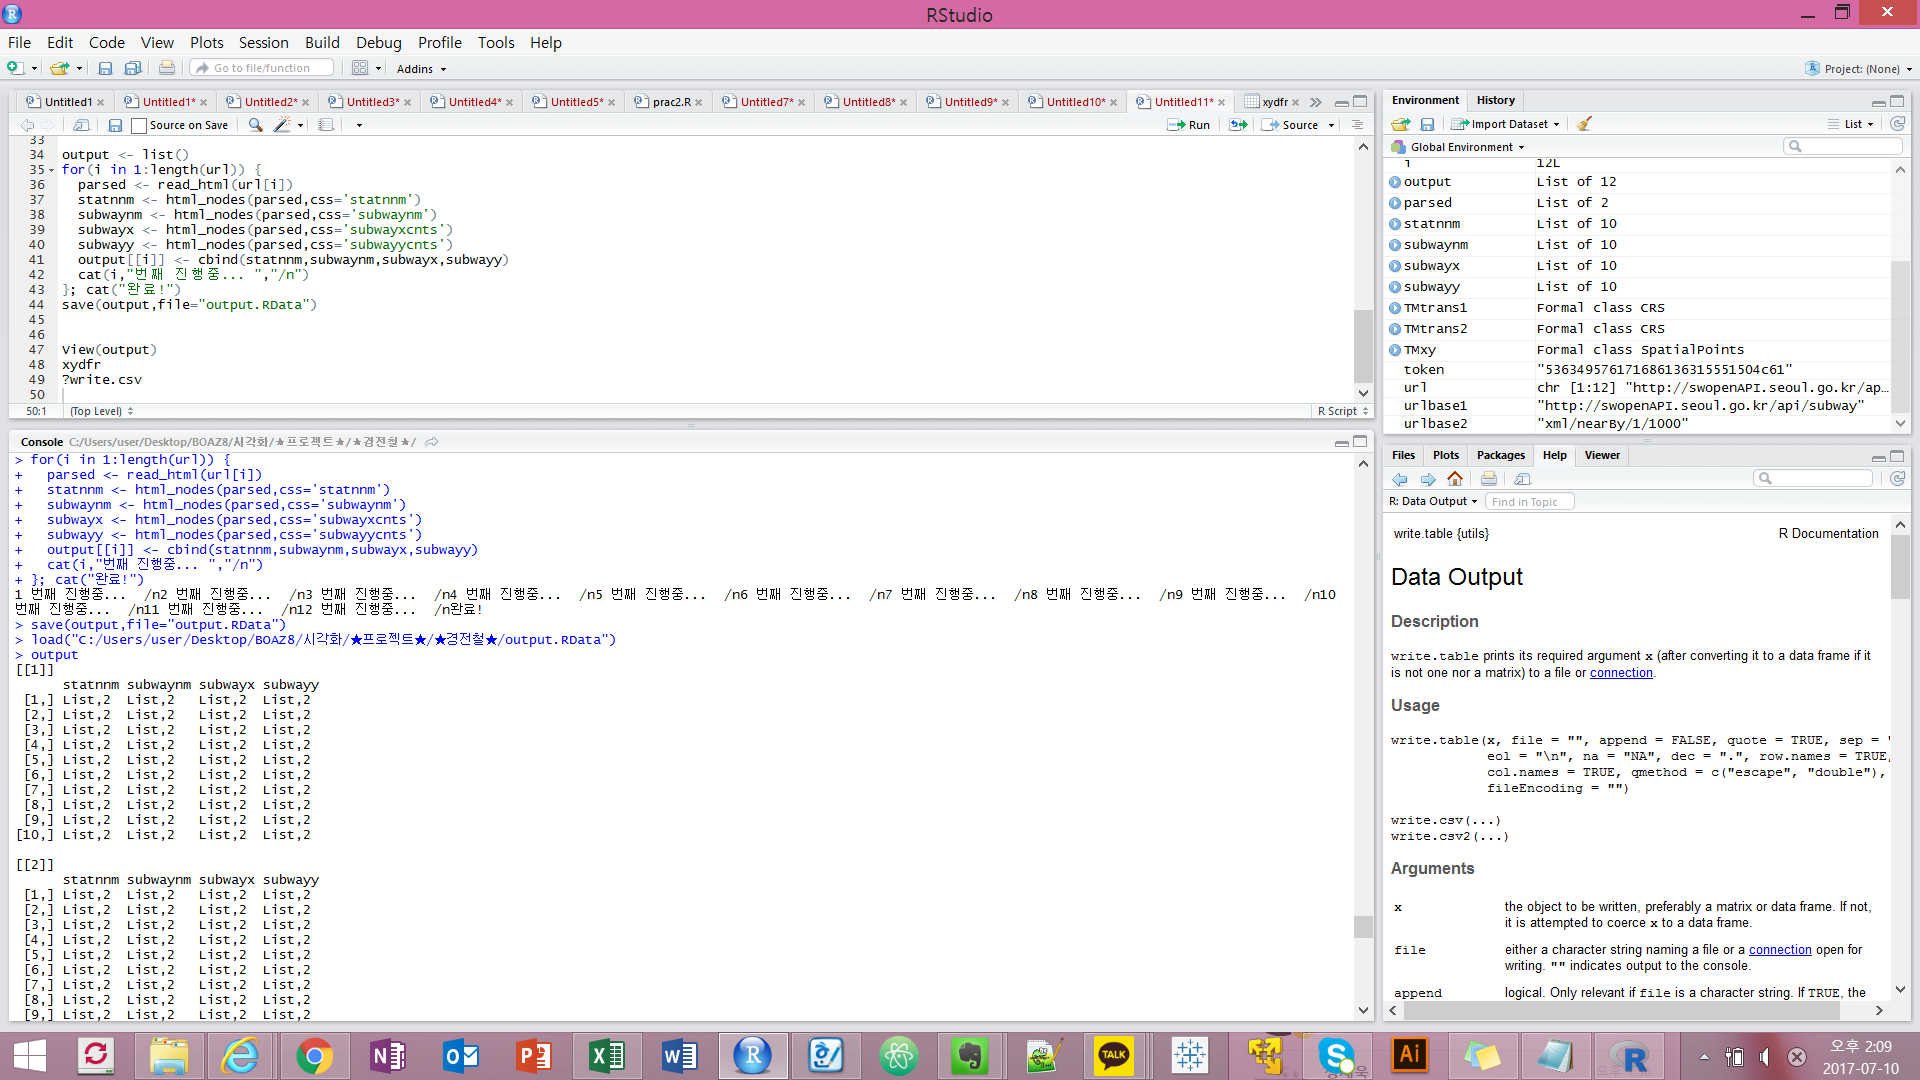 RStudio
File Edit Code View Plots Session Build Debug Profile Tools Help
Go to file/function Addins Project: (None)
Untitled1 Untitled1* Untitled2* Untitled3* Untitled4* Untitled5* prac2.R Untitled7* Untitled8* Untitled9* Untitled10* Untitled11* xydfr
Source on Save Run Source
33
34 output <- list()
35 for(i in 1:length(url)) {
36 parsed <- read_html(url[i])
37 statnnm <- html_nodes(parsed,css='statnnm')
38 subwaynm <- html_nodes(parsed,css='subwaynm')
39 subwayx <- html_nodes(parsed,css='subwayxcnts')
40 subwayy <- html_nodes(parsed,css='subwayycnts')
41 output[[i]] <- cbind(statnnm,subwaynm,subwayx,subwayy)
42 cat(i,"번째 진행중... ","/n")
43 }; cat("완료!")
44 save(output,file="output.RData")
45
46
47 View(output)
48 xydfr
49 ?write.csv
50
50:1 (Top Level) R Script
Console C:/Users/user/Desktop/BOAZ8/시각화/★프로젝트★/★경전철★/
> for(i in 1:length(url)) {
+ parsed <- read_html(url[i])
+ statnnm <- html_nodes(parsed,css='statnnm')
+ subwaynm <- html_nodes(parsed,css='subwaynm')
+ subwayx <- html_nodes(parsed,css='subwayxcnts')
+ subwayy <- html_nodes(parsed,css='subwayycnts')
+ output[[i]] <- cbind(statnnm,subwaynm,subwayx,subwayy)
+ cat(i,"번째 진행중... ","/n")
+ }; cat("완료!")
1 번째 진행중... /n2 번째 진행중... /n3 번째 진행중... /n4 번째 진행중... /n5 번째 진행중... /n6 번째 진행중... /n7 번째 진행중... /n8 번째 진행중... /n9 번째 진행중... /n10
번째 진행중... /n11 번째 진행중... /n12 번째 진행중... /n완료!
> save(output,file="output.RData")
> load("C:/Users/user/Desktop/BOAZ8/시각화/★프로젝트★/★경전철★/output.RData")
> output
[[1]]
statnnm subwaynm subwayx subwayy
[1,] List,2 List,2 List,2 List,2
[2,] List,2 List,2 List,2 List,2
[3,] List,2 List,2 List,2 List,2
[4,] List,2 List,2 List,2 List,2
[5,] List,2 List,2 List,2 List,2
[6,] List,2 List,2 List,2 List,2
[7,] List,2 List,2 List,2 List,2
[8,] List,2 List,2 List,2 List,2
[9,] List,2 List,2 List,2 List,2
[10,] List,2 List,2 List,2 List,2
[[2]]
statnnm subwaynm subwayx subwayy
[1,] List,2 List,2 List,2 List,2
[2,] List,2 List,2 List,2 List,2
[3,] List,2 List,2 List,2 List,2
[4,] List,2 List,2 List,2 List,2
[5,] List,2 List,2 List,2 List,2
[6,] List,2 List,2 List,2 List,2
[7,] List,2 List,2 List,2 List,2
[8,] List,2 List,2 List,2 List,2
[9,] List,2 List,2 List,2 List,2
Environment History
Import Dataset List
Global Environment
i 12L
output List of 12
parsed List of 2
statnnm List of 10
subwaynm List of 10
subwayx List of 10
subwayy List of 10
TMtrans1 Formal class CRS
TMtrans2 Formal class CRS
TMxy Formal class SpatialPoints
token "536349576171686136315551504c61"
url chr [1:12] "http://swopenAPI.seoul.go.kr/ap…
urlbase1 "http://swopenAPI.seoul.go.kr/api/subway"
urlbase2 "xml/nearBy/1/1000"
Files Plots Packages Help Viewer
R: Data Output Find in Topic
write.table {utils} R Documentation
Data Output
Description
write.table prints its required argument x (after converting it to a data frame if it
is not one nor a matrix) to a file or connection.
Usage
write.table(x, file = "", append = FALSE, quote = TRUE, sep = "
eol = "\n", na = "NA", dec = ".", row.names = TRUE,
col.names = TRUE, qmethod = c("escape", "double"),
fileEncoding = "")
write.csv(...)
write.csv2(...)
Arguments
x the object to be written, preferably a matrix or data frame. If not,
it is attempted to coerce x to a data frame.
file either a character string naming a file or a connection open for
writing. "" indicates output to the console.
append logical. Only relevant if file is a character string. If TRUE, the
TALK
Ai
오후 2:09
2017-07-10